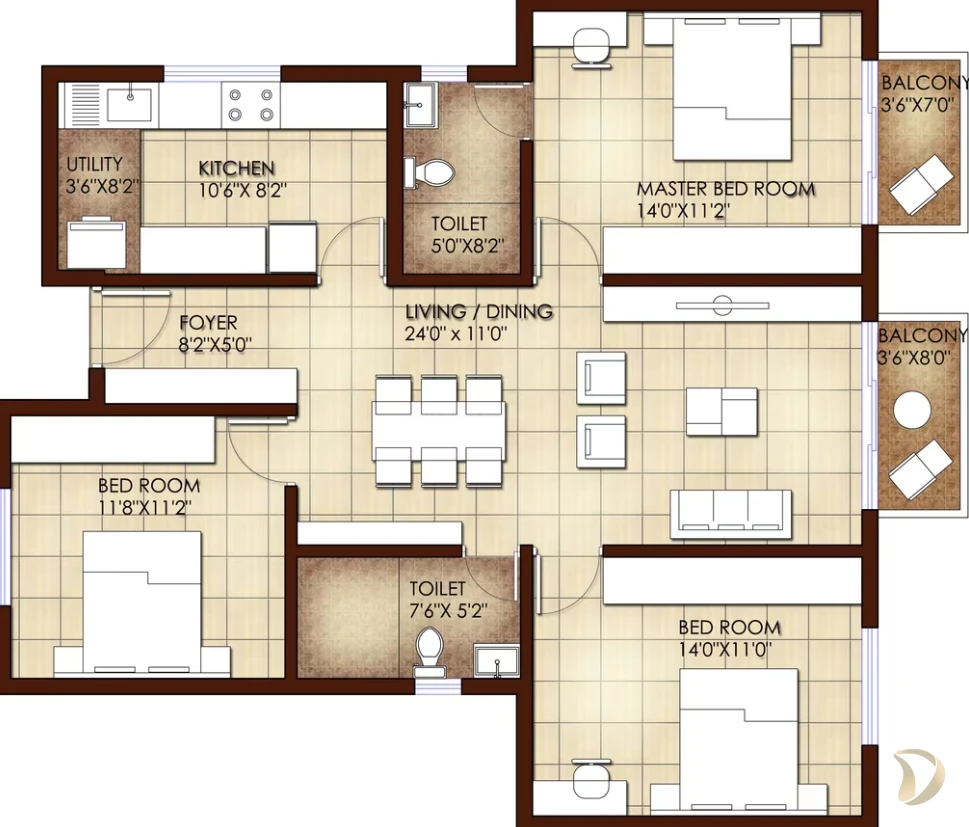 BALCONY
3'6"X7'0"
UTILITY
3'6"X8'2"
KITCHEN
10'6"X 8'2"
MASTER BED ROOM
14'0"X11'2"
TOILET
5'0"X8'2"
FOYER
8'2"X5'0"
LIVING / DINING
24'0" x 11'0"
BALCONY
3'6"X8'0"
BED ROOM
11'8"X11'2"
TOILET
7'6"X 5'2"
BED ROOM
14'0"X11'0"